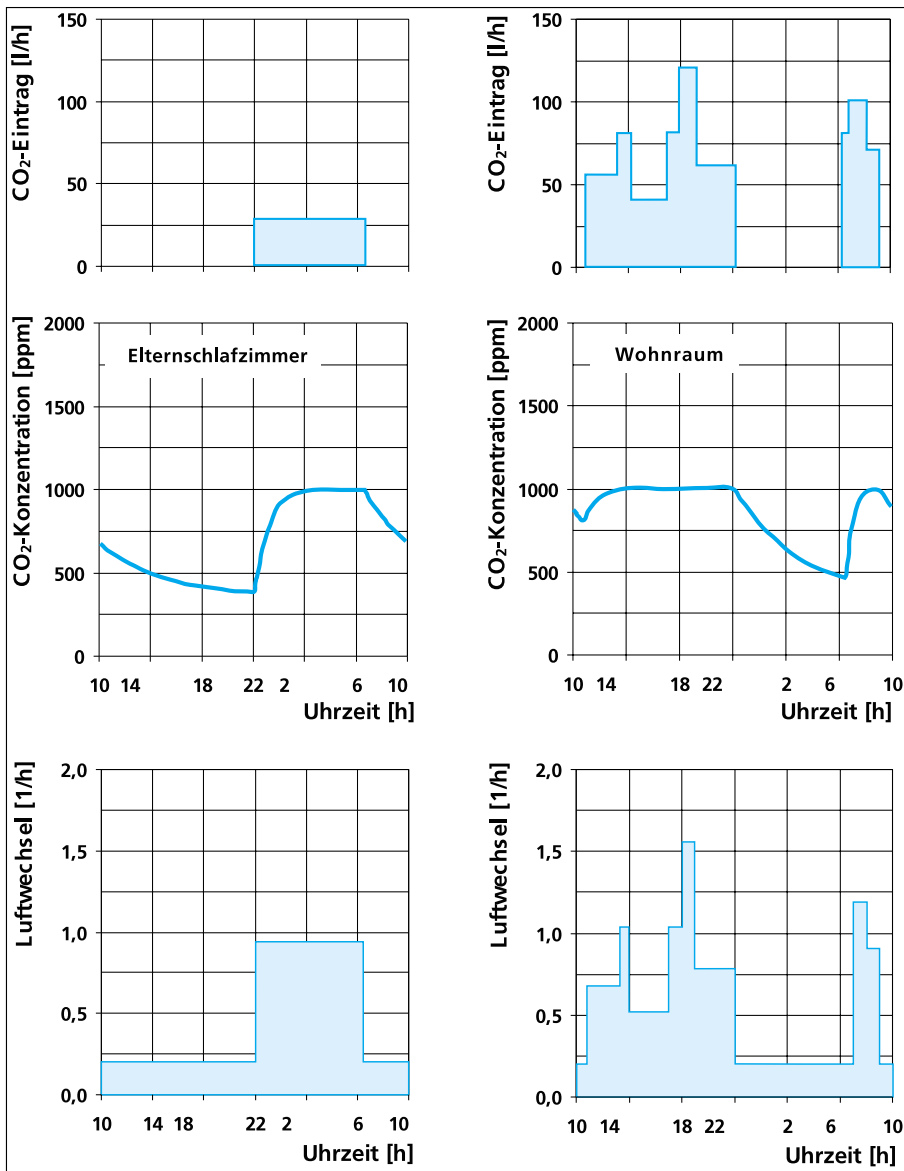 CO₂-Eintrag [l/h]
150
100
50
0
CO₂-Eintrag [l/h]
150
100
50
0
CO₂-Konzentration [ppm]
2000
1500
1000
500
0
Elternschlafzimmer
10 14 18 22 2 6 10
Uhrzeit [h]
CO₂-Konzentration [ppm]
2000
1500
1000
500
0
Wohnraum
10 14 18 22 2 6 10
Uhrzeit [h]
Luftwechsel [1/h]
2,0
1,5
1,0
0,5
0,0
10 14 18 22 2 6 10
Uhrzeit [h]
Luftwechsel [1/h]
2,0
1,5
1,0
0,5
0,0
10 14 18 22 2 6 10
Uhrzeit [h]